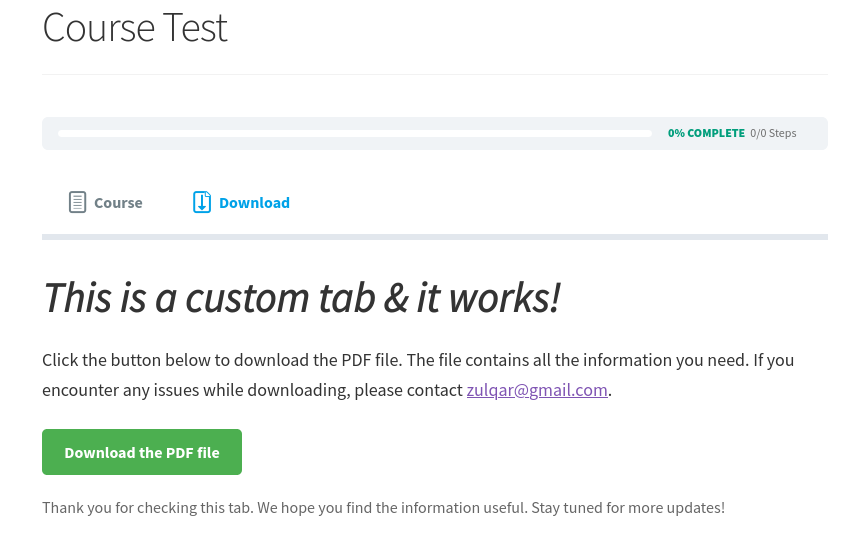 Course Test
0% COMPLETE 0/0 Steps
Course Download
This is a custom tab & it works!
Click the button below to download the PDF file. The file contains all the information you need. If you
encounter any issues while downloading, please contact zulqar@gmail.com.
Download the PDF file
Thank you for checking this tab. We hope you find the information useful. Stay tuned for more updates!